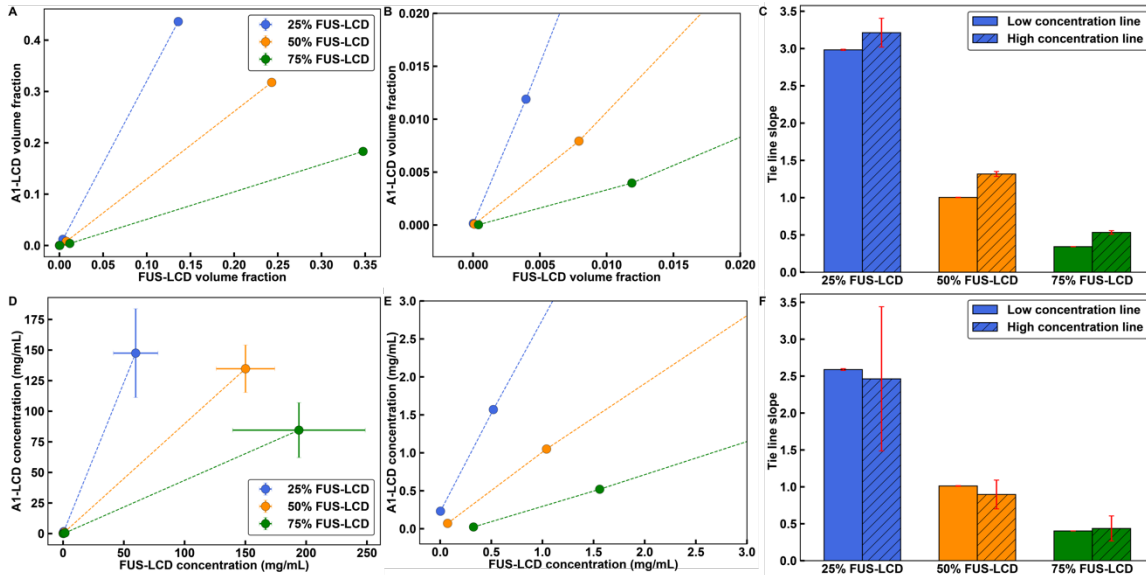 A
0.4
0.3
0.2
0.1
0.0
A1-LCD volume fraction
25% FUS-LCD
50% FUS-LCD
75% FUS-LCD
0.00 0.05 0.10 0.15 0.20 0.25 0.30 0.35
FUS-LCD volume fraction
B
0.020
0.015
0.010
0.005
0.000
A1-LCD volume fraction
0.000 0.005 0.010 0.015 0.020
FUS-LCD volume fraction
C
3.5
3.0
2.5
2.0
1.5
1.0
0.5
0.0
Tie line slope
Low concentration line
High concentration line
25% FUS-LCD 50% FUS-LCD 75% FUS-LCD
D
175
150
125
100
75
50
25
0
A1-LCD concentration (mg/mL)
25% FUS-LCD
50% FUS-LCD
75% FUS-LCD
0 50 100 150 200 250
FUS-LCD concentration (mg/mL)
E
3.0
2.5
2.0
1.5
1.0
0.5
0.0
A1-LCD concentration (mg/mL)
0.0 0.5 1.0 1.5 2.0 2.5 3.0
FUS-LCD concentration (mg/mL)
F
3.5
3.0
2.5
2.0
1.5
1.0
0.5
0.0
Tie line slope
Low concentration line
High concentration line
25% FUS-LCD 50% FUS-LCD 75% FUS-LCD